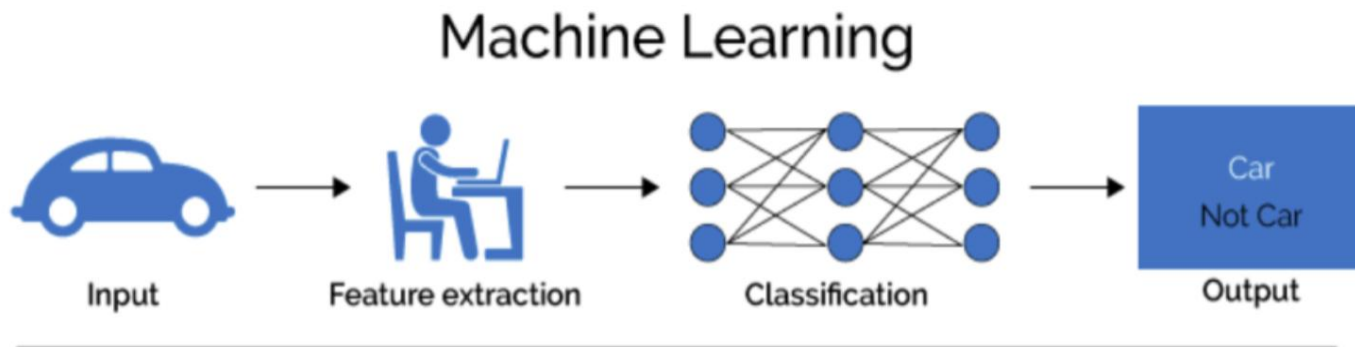 Machine Learning
Car
Not Car
Input
Feature extraction
Classification
Output